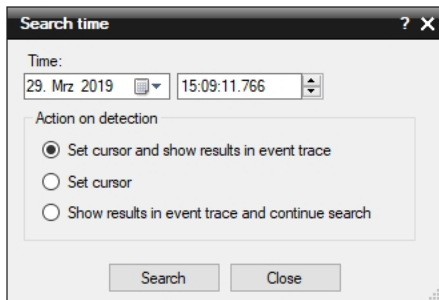 Search time
Time:
29. Mrz 2019 15:09:11.766
Action on detection
Set cursor and show results in event trace
Set cursor
Show results in event trace and continue search
Search Close